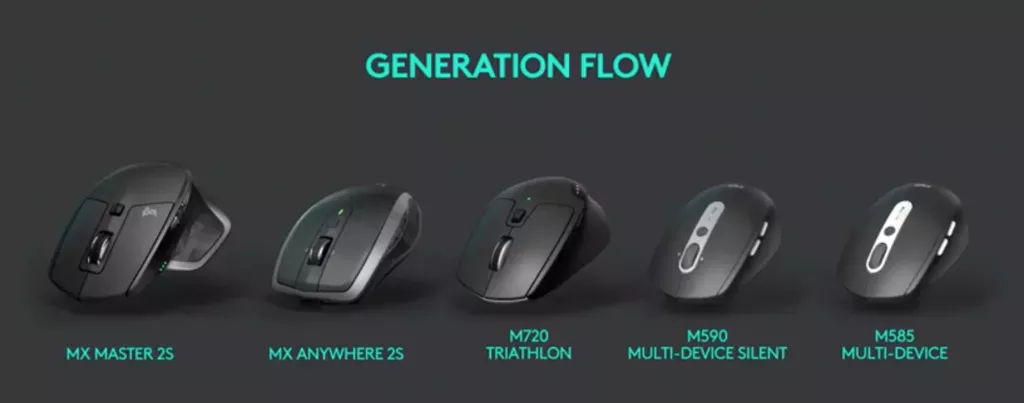 GENERATION FLOW
MX MASTER 2S
MX ANYWHERE 2S
M720
TRIATHLON
M590
MULTI-DEVICE SILENT
M585
MULTI-DEVICE